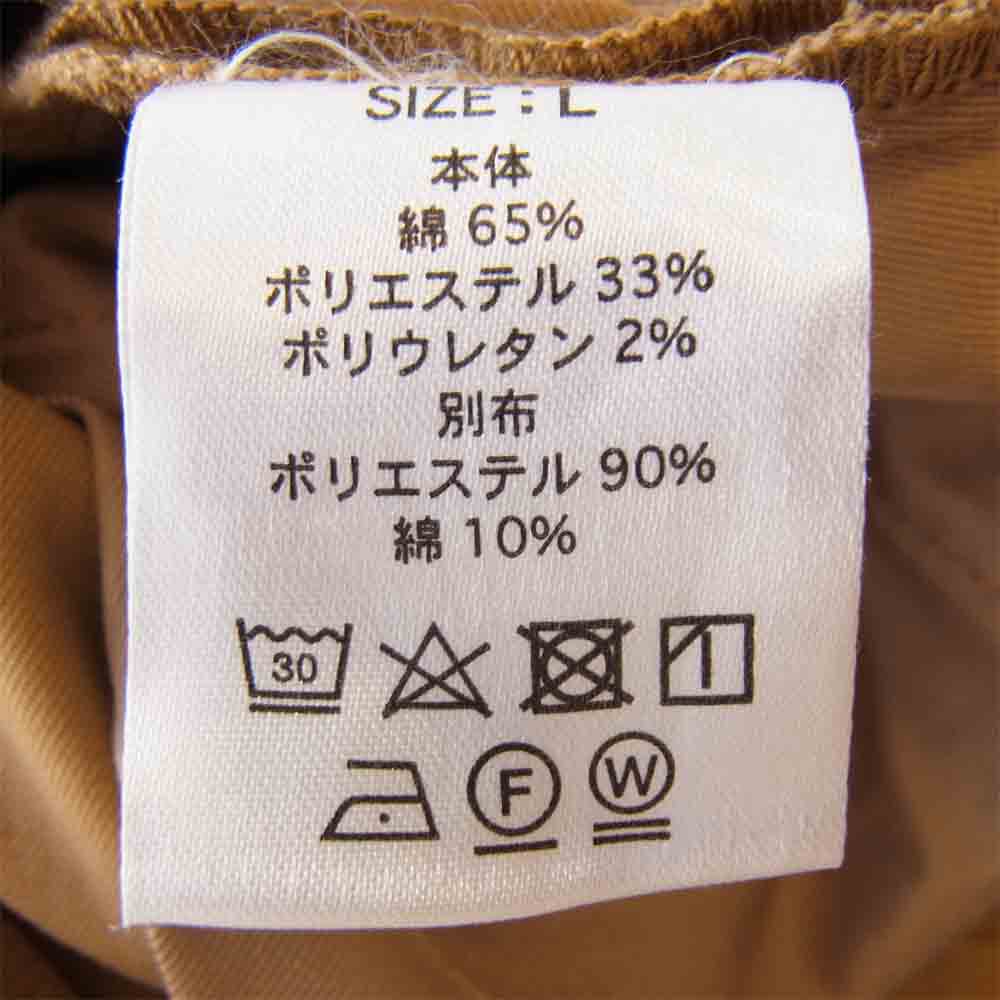 SIZE : L
本体
綿 65%
ポリエステル 33%
ポリウレタン 2%
別布
ポリエステル 90%
綿 10%
30
F W